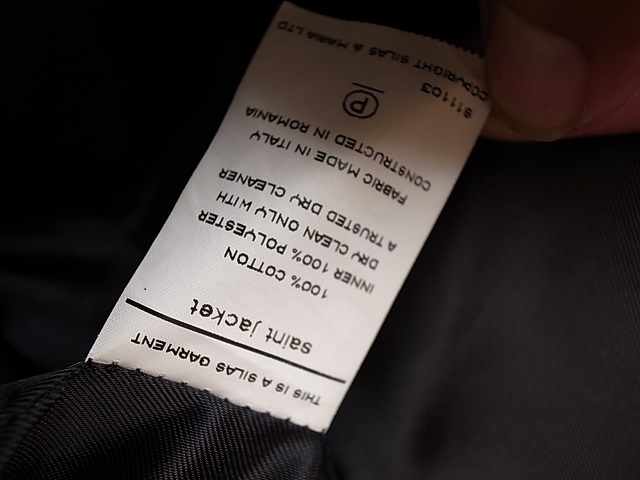 THIS IS A SILAS GARMENT
saint jacket
100% COTTON
INNER 100% POLYESTER
DRY CLEAN ONLY WITH
A TRUSTED DRY CLEANER
FABRIC MADE IN ITALY
CONSTRUCTED IN ROMANIA
P
S11103
COPYRIGHT SILAS & MARIA LTD